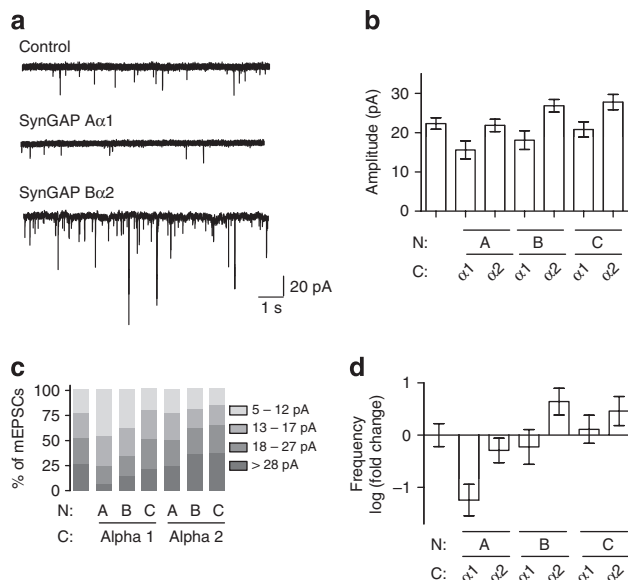 a
Control
SynGAP Aα1
SynGAP Bα2
20 pA
1 s
b
Amplitude (pA)
30
20
10
0
N: A B C
C: α1 α2 α1 α2 α1 α2
c
% of mEPSCs
100
75
50
25
0
5 – 12 pA
13 – 17 pA
18 – 27 pA
> 28 pA
N: A B C A B C
C: Alpha 1 Alpha 2
d
Frequency
log (fold change)
1
0
–1
N: A B C
C: α1 α2 α1 α2 α1 α2